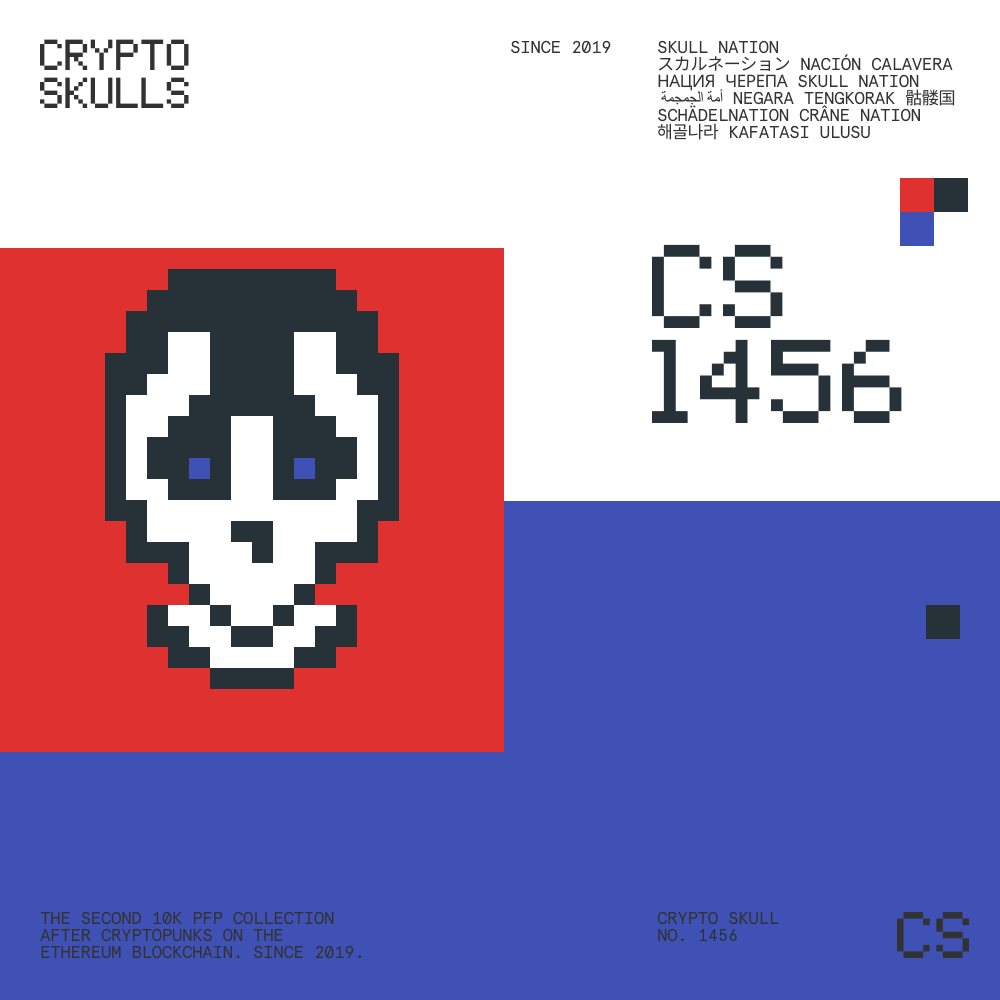 CRYPTO
SKULLS
SINCE 2019
SKULL NATION
スカルネーション NACIÓN CALAVERA
НАЦИЯ ЧЕРЕПА SKULL NATION
أمة الجمجمة NEGARA TENGKORAK 骷髅国
SCHÄDELNATION CRÂNE NATION
해골나라 KAFATASI ULUSU
CS
1456
THE SECOND 10K PFP COLLECTION
AFTER CRYPTOPUNKS ON THE
ETHEREUM BLOCKCHAIN. SINCE 2019.
CRYPTO SKULL
NO. 1456
CS